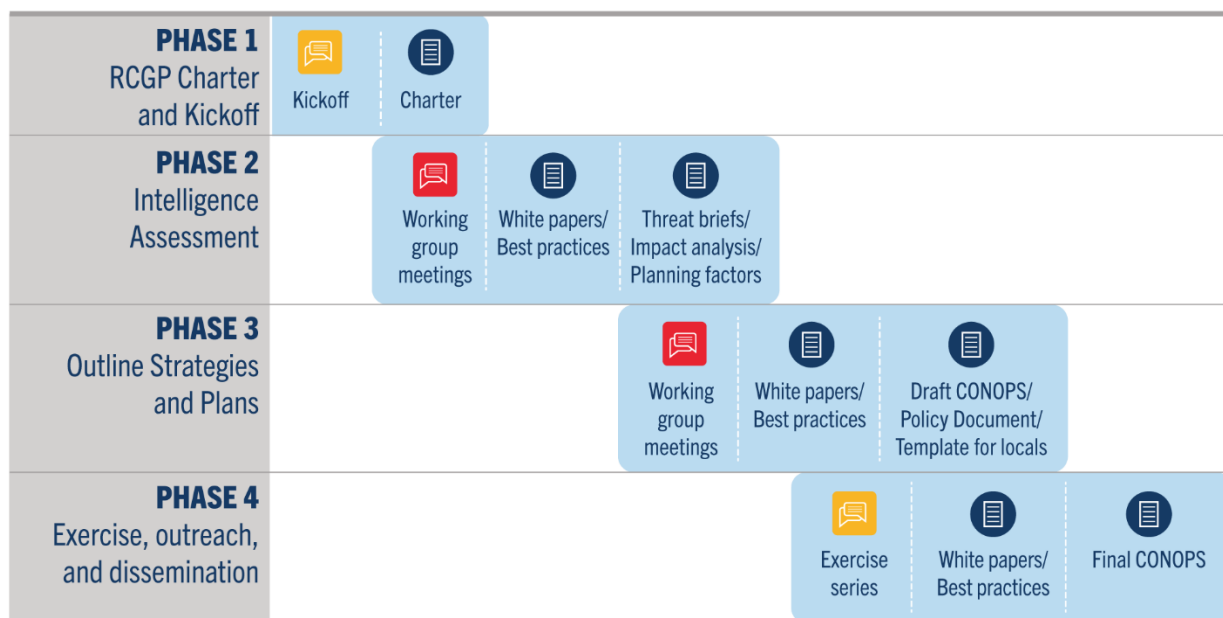 PHASE 1
RCGP Charter
and Kickoff
Kickoff
Charter
PHASE 2
Intelligence
Assessment
Working
group
meetings
White papers/
Best practices
Threat briefs/
Impact analysis/
Planning factors
PHASE 3
Outline Strategies
and Plans
Working
group
meetings
White papers/
Best practices
Draft CONOPS/
Policy Document/
Template for locals
PHASE 4
Exercise, outreach,
and dissemination
Exercise
series
White papers/
Best practices
Final CONOPS